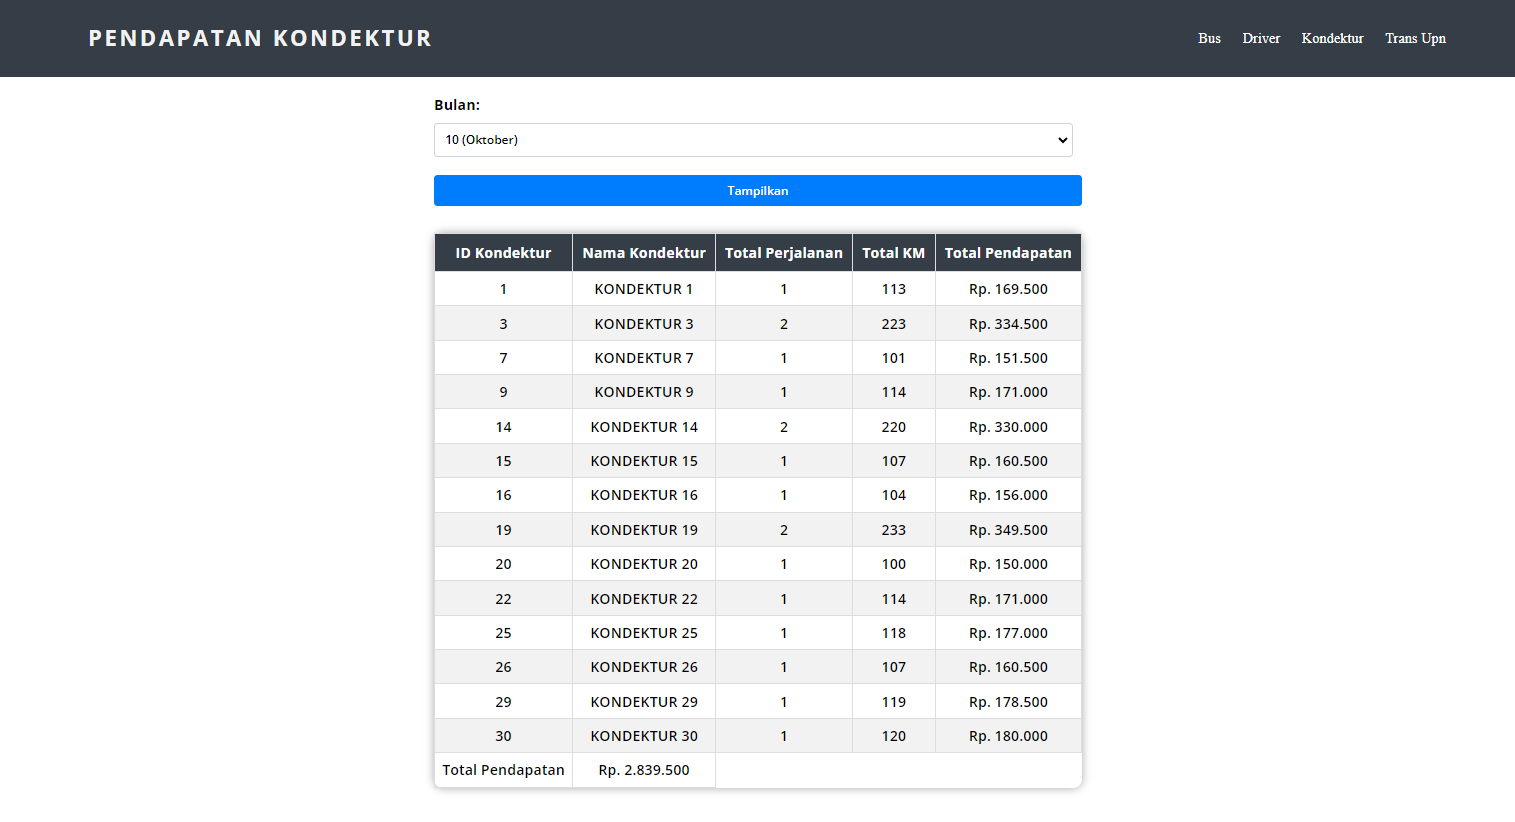 PENDAPATAN KONDEKTUR
Bus Driver Kondektur Trans Upn
Bulan:
10 (Oktober)
Tampilkan
ID Kondektur Nama Kondektur Total Perjalanan Total KM Total Pendapatan
1 KONDEKTUR 1 1 113 Rp. 169.500
3 KONDEKTUR 3 2 223 Rp. 334.500
7 KONDEKTUR 7 1 101 Rp. 151.500
9 KONDEKTUR 9 1 114 Rp. 171.000
14 KONDEKTUR 14 2 220 Rp. 330.000
15 KONDEKTUR 15 1 107 Rp. 160.500
16 KONDEKTUR 16 1 104 Rp. 156.000
19 KONDEKTUR 19 2 233 Rp. 349.500
20 KONDEKTUR 20 1 100 Rp. 150.000
22 KONDEKTUR 22 1 114 Rp. 171.000
25 KONDEKTUR 25 1 118 Rp. 177.000
26 KONDEKTUR 26 1 107 Rp. 160.500
29 KONDEKTUR 29 1 119 Rp. 178.500
30 KONDEKTUR 30 1 120 Rp. 180.000
Total Pendapatan Rp. 2.839.500